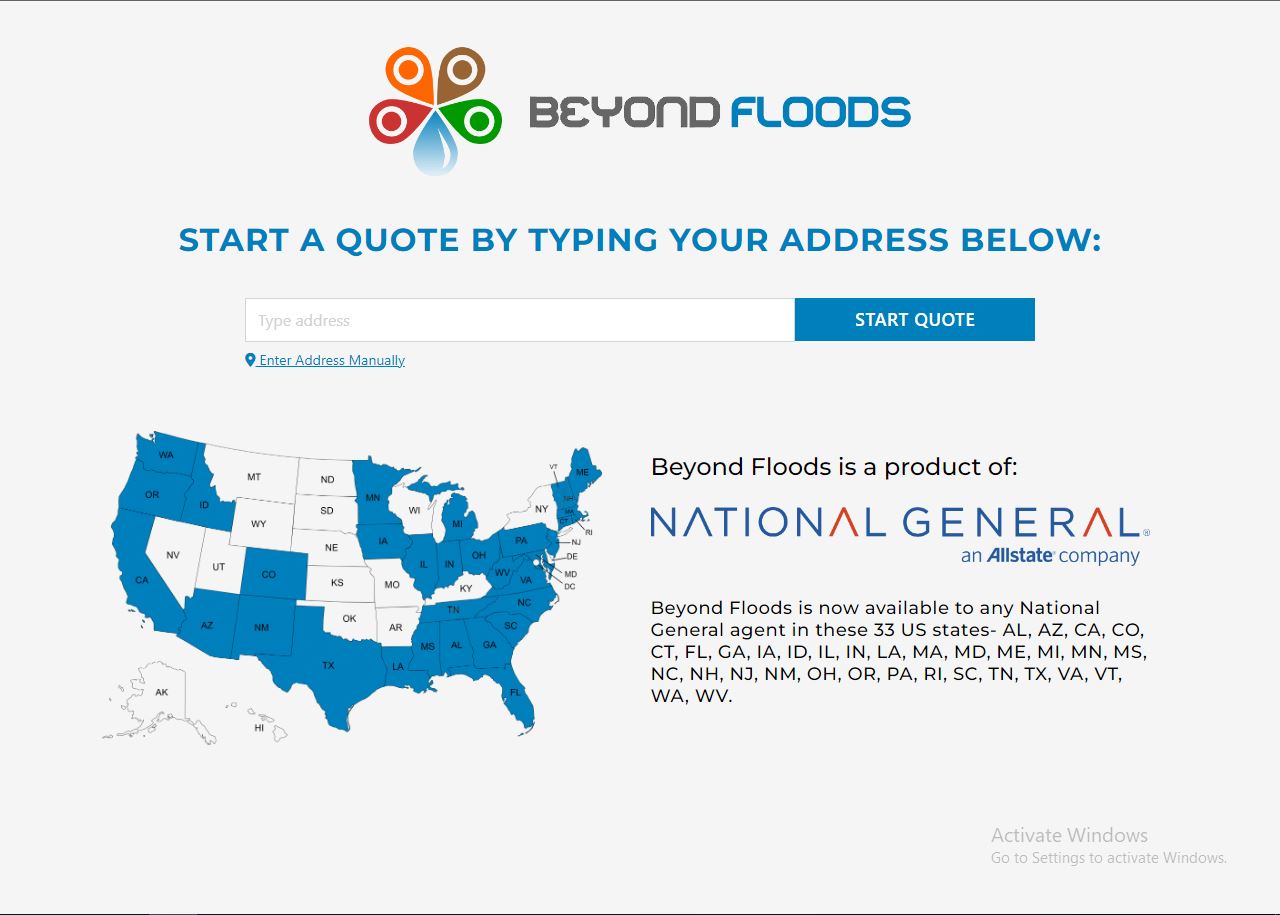 BEYOND FLOODS
START A QUOTE BY TYPING YOUR ADDRESS BELOW:
Type address
START QUOTE
Enter Address Manually
WA
OR
ID
MT
ND
MN
SD
WY
WI
MI
NY
VT
ME
NH
MA
CT
RI
NJ
DE
MD
DC
PA
CA
NV
UT
CO
NE
IA
KS
MO
IL
IN
OH
WV
VA
KY
NC
TN
AZ
NM
OK
AR
SC
MS
AL
GA
TX
LA
FL
AK
HI
Beyond Floods is a product of:
NATIONAL GENERAL®
an Allstate® company
Beyond Floods is now available to any National
General agent in these 33 US states- AL, AZ, CA, CO,
CT, FL, GA, IA, ID, IL, IN, LA, MA, MD, ME, MI, MN, MS,
NC, NH, NJ, NM, OH, OR, PA, RI, SC, TN, TX, VA, VT,
WA, WV.
Activate Windows
Go to Settings to activate Windows.